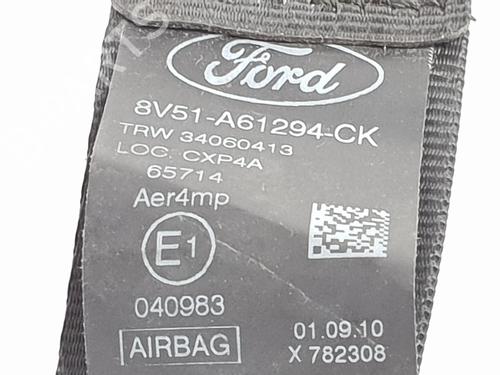 Ford
8V51-A61294-CK
TRW 34060413
LOC. CXP4A
65714
Aer4mp
E1
040983
AIRBAG
01.09.10
X 782308